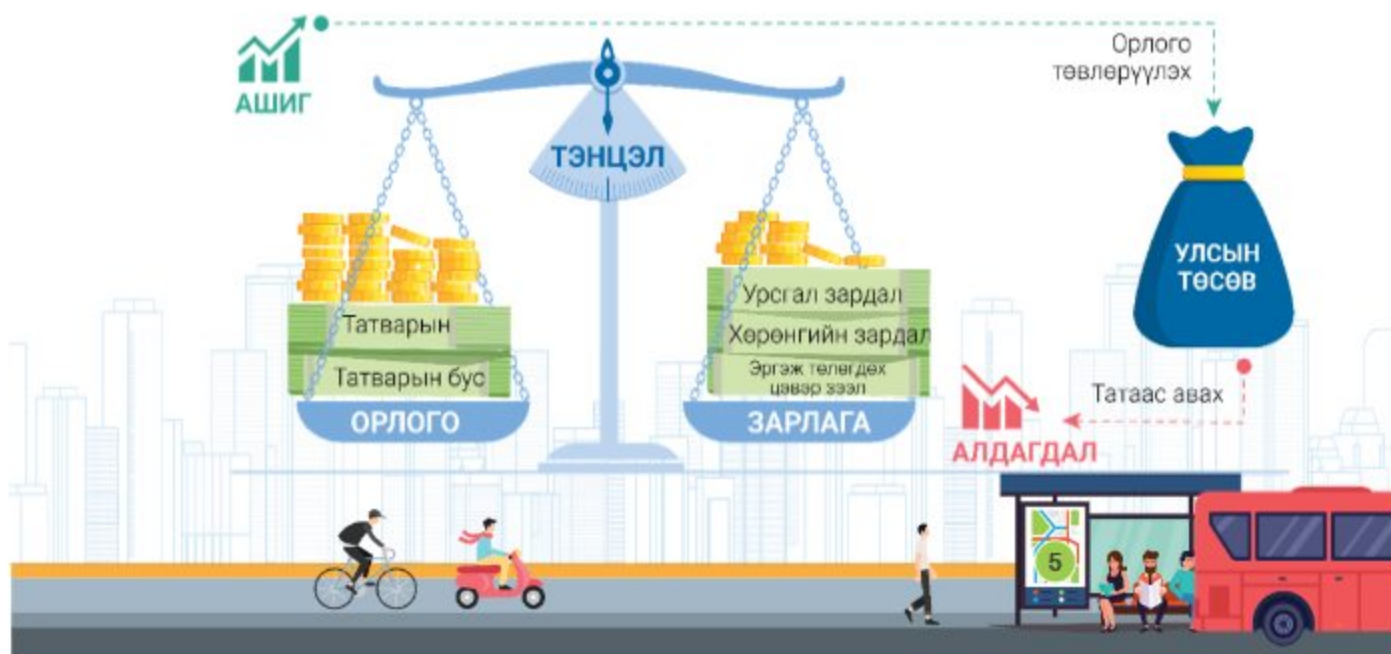 АШИГ
Орлого
төвлөрүүлэх
ТЭНЦЭЛ
УЛСЫН
ТӨСӨВ
Татварын
Татварын бус
ОРЛОГО
Урсгал зардал
Хөрөнгийн зардал
Эргэж төлөгдөх
цэвэр зээл
ЗАРЛАГА
Татаас авах
АЛДАГДАЛ
5